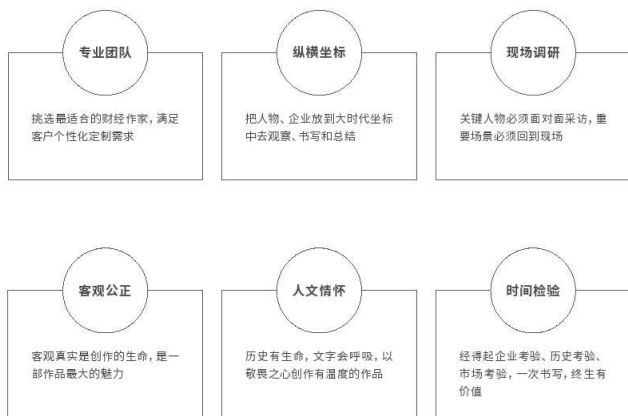 专业团队
挑选最适合的财经作家，满足
客户个性化定制需求
纵横坐标
把人物、企业放到大时代坐标
中去观察、书写和总结
现场调研
关键人物必须面对面采访，重
要场景必须回到现场
客观公正
客观真实是创作的生命，是一
部作品最大的魅力
人文情怀
历史有生命，文字会呼吸，以
敬畏之心创作有温度的作品
时间检验
经得起企业考验、历史考验、
市场考验，一次书写，终生有
价值